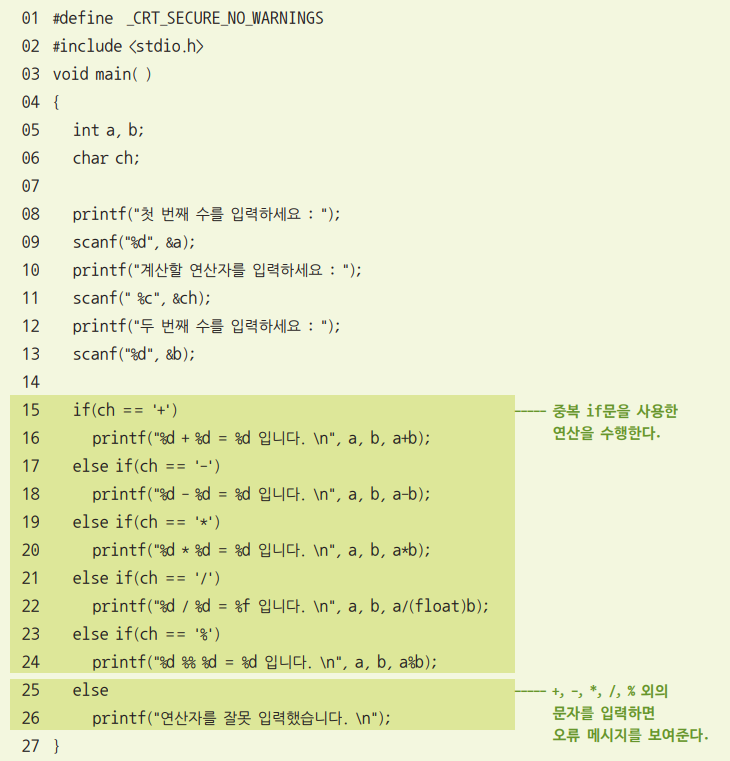 01 #define _CRT_SECURE_NO_WARNINGS
02 #include <stdio.h>
03 void main( )
04 {
05 int a, b;
06 char ch;
07
08 printf("첫 번째 수를 입력하세요 : ");
09 scanf("%d", &a);
10 printf("계산할 연산자를 입력하세요 : ");
11 scanf(" %c", &ch);
12 printf("두 번째 수를 입력하세요 : ");
13 scanf("%d", &b);
14
15 if(ch == '+')
16 printf("%d + %d = %d 입니다. \n", a, b, a+b);
17 else if(ch == '-')
18 printf("%d - %d = %d 입니다. \n", a, b, a-b);
19 else if(ch == '*')
20 printf("%d * %d = %d 입니다. \n", a, b, a*b);
21 else if(ch == '/')
22 printf("%d / %d = %f 입니다. \n", a, b, a/(float)b);
23 else if(ch == '%')
24 printf("%d %% %d = %d 입니다. \n", a, b, a%b);
25 else
26 printf("연산자를 잘못 입력했습니다. \n");
27 }
중복 if문을 사용한
연산을 수행한다.
+, -, *, /, % 외의
문자를 입력하면
오류 메시지를 보여준다.